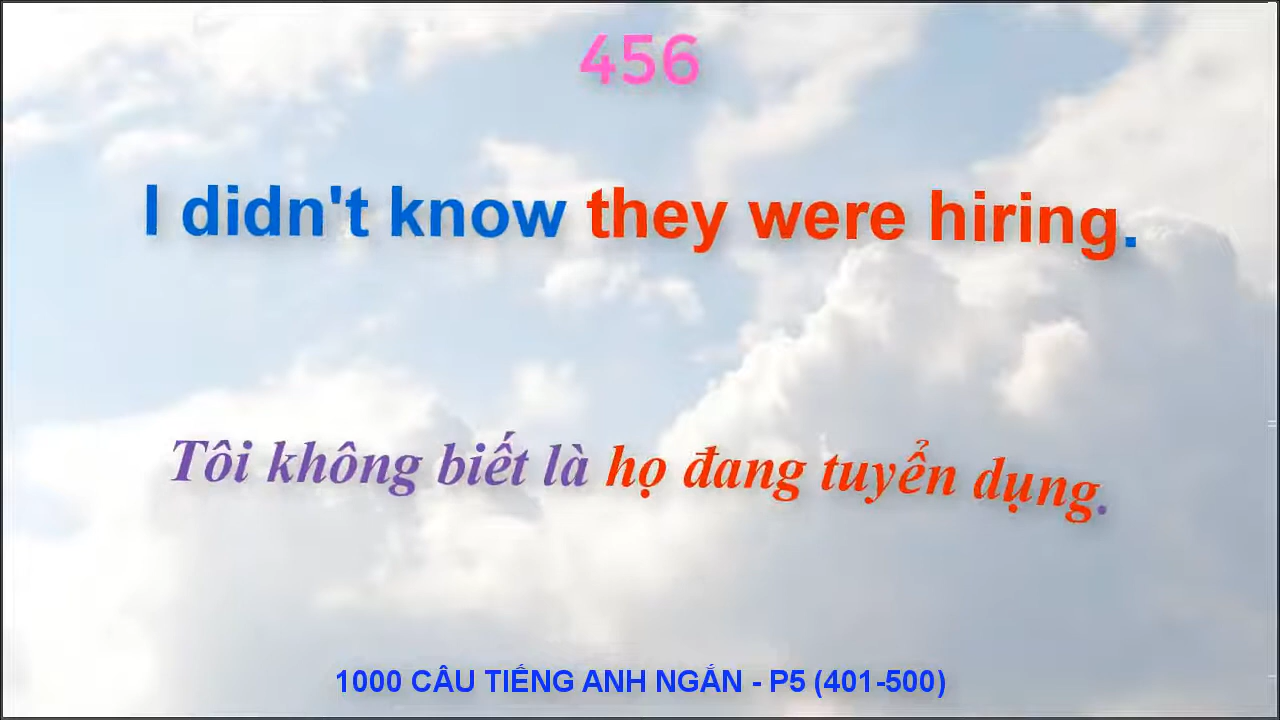 456
I didn't know they were hiring.
Tôi không biết là họ đang tuyển dụng.
1000 CÂU TIẾNG ANH NGẮN - P5 (401-500)